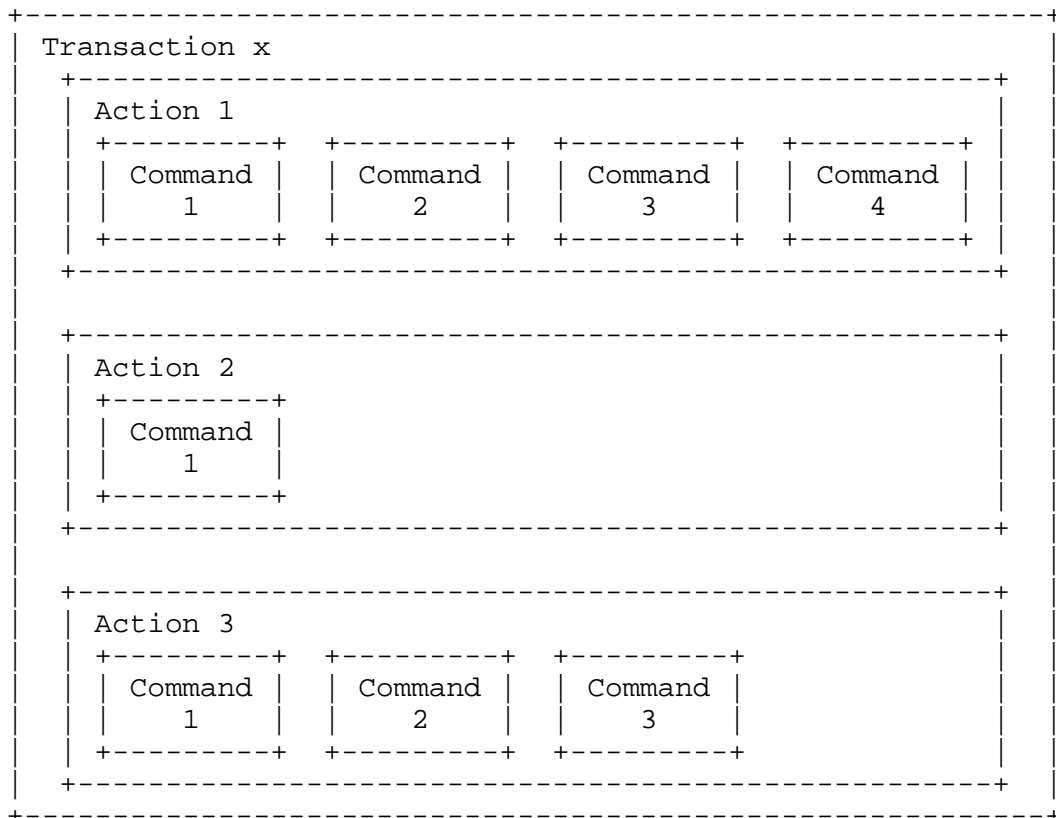 Transaction x
Action 1
Command Command Command Command
1 2 3 4
Action 2
Command
1
Action 3
Command Command Command
1 2 3